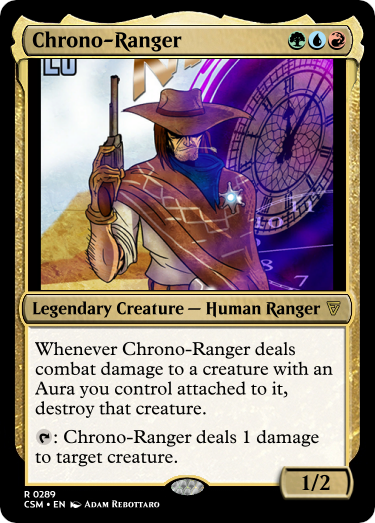 Chrono-Ranger
Legendary Creature — Human Ranger
Whenever Chrono-Ranger deals
combat damage to a creature with an
Aura you control attached to it,
destroy that creature.
: Chrono-Ranger deals 1 damage
to target creature.
1/2
R 0289
CSM • EN Adam Rebottaro